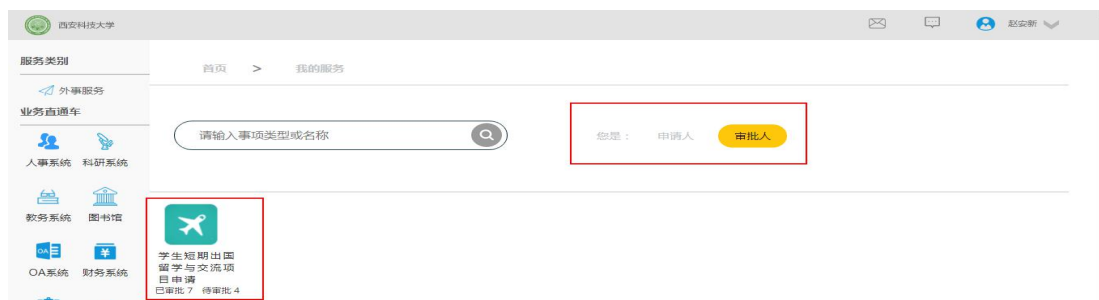 西安科技大学
赵安新
服务类别
外事服务
业务直通车
人事系统 科研系统
教务系统 图书馆
OA
OA系统 财务系统
首页 > 我的服务
请输入事项类型或名称
您是： 申请人 审批人
学生短期出国
留学与交流项
目申请
已审批 7 待审批 4